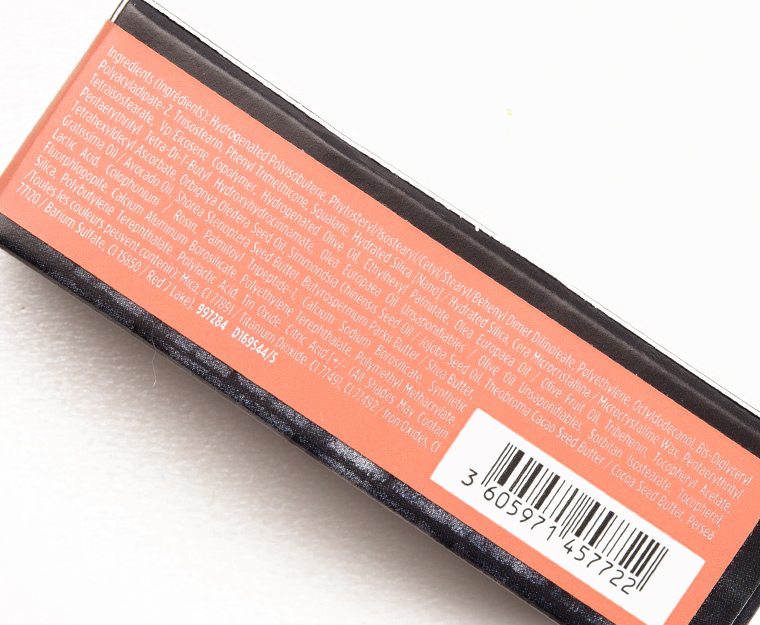 Ingredients (Ingrédients): Hydrogenated Polyisobutene, Phytosteryl/Isostearyl/Cetyl/Stearyl/Behenyl Dimer Dilinoleate, Polyethylene, Octyldodecanol, Bis-Diglyceryl
Polyacyladipate-2, Triisostearin, Phenyl Trimethicone, Squalane, Hydrated Silica [Nano] / Hydrated Silica, Cera Microcristallina / Microcrystalline Wax, Pentaerythrityl
Tetraisostearate, Vp/Eicosene Copolymer, Hydrogenated Olive Oil, Ethylhexyl Palmitate, Olea Europaea Oil / Olive Fruit Oil, Tribehenin, Tocopheryl Acetate,
Pentaerythrityl Tetra-Di-T-Butyl Hydroxyhydrocinnamate, Olea Europaea Oil Unsaponifiables / Olive Oil Unsaponifiables, Sorbitan Isostearate, Tocopherol,
Tetrahexyldecyl Ascorbate, Orbignya Oleifera Seed Oil, Simmondsia Chinensis Seed Oil / Jojoba Seed Oil, Theobroma Cacao Seed Butter / Cocoa Seed Butter, Persea
Gratissima Oil / Avocado Oil, Shorea Stenoptera Seed Butter, Butyrospermum Parkii Butter / Shea Butter,
Lactic Acid, Colophonium / Rosin, Palmitoyl Tripeptide-1, Calcium Sodium Borosilicate, Synthetic
Fluorphlogopite, Calcium Aluminum Borosilicate, Polyethylene Terephthalate, Polymethyl Methacrylate,
Silica, Polybutylene Terephthalate, Polylactic Acid, Tin Oxide, Citric Acid [+/- (All Shades May Contain
/Toutes les couleurs peuvent contenir): Mica, CI 77891 / Titanium Dioxide, CI 77491, CI 77492 / Iron Oxides, CI
77120 / Barium Sulfate, CI 15850 / Red 7 Lake]. 997284 D169544/5
3 605971 457722